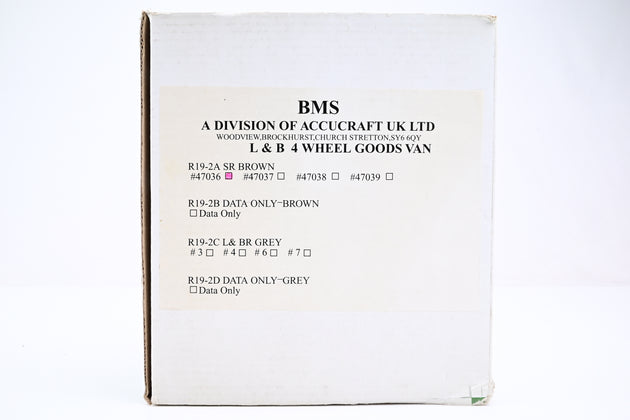 BMS
A DIVISION OF ACCUCRAFT UK LTD
WOODVIEW,BROCKHURST,CHURCH STRETTON,SY6 6QY
L & B 4 WHEEL GOODS VAN
R19-2A SR BROWN
#47036 #47037 □ #47038 □ #47039 □
R19-2B DATA ONLY-BROWN
□ Data Only
R19-2C L& BR GREY
# 3 □ # 4 □ # 6 □ # 7 □
R19-2D DATA ONLY-GREY
□ Data Only